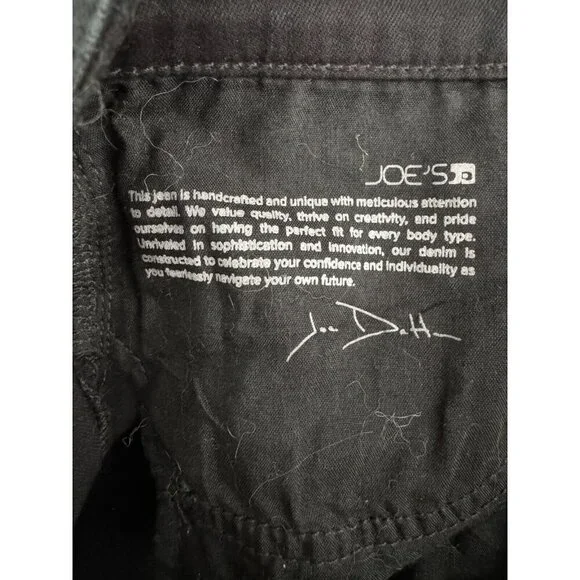 JOE'S
This jean is handcrafted and unique with meticulous attention
to detail. We value quality, thrive on creativity, and pride
ourselves on having the perfect fit for every body type.
Unrivaled in sophistication and innovation, our denim is
constructed to celebrate your confidence and individuality as
you fearlessly navigate your own future.
Joe Dahan